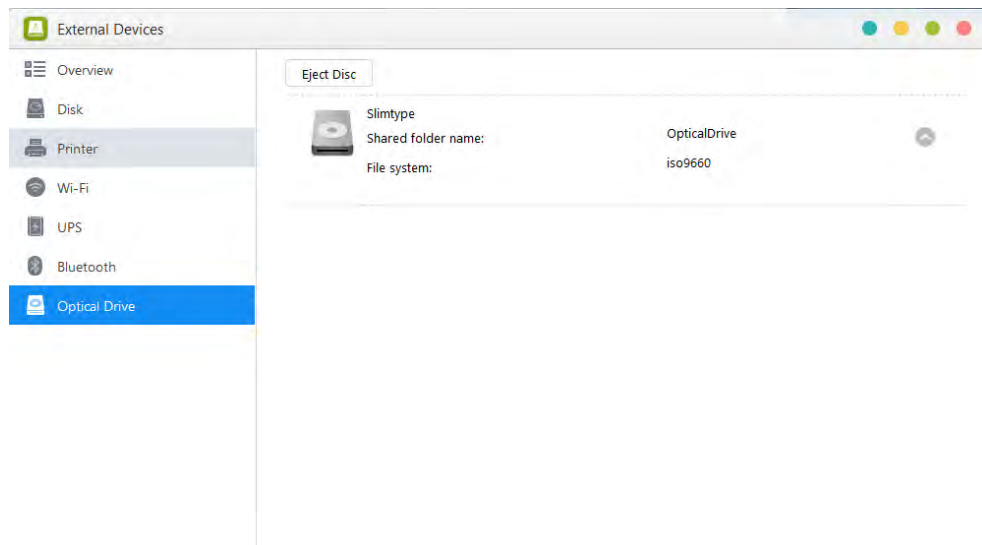 External Devices
Overview
Disk
Printer
Wi-Fi
UPS
Bluetooth
Optical Drive
Eject Disc
Slimtype
Shared folder name: OpticalDrive
File system: iso9660